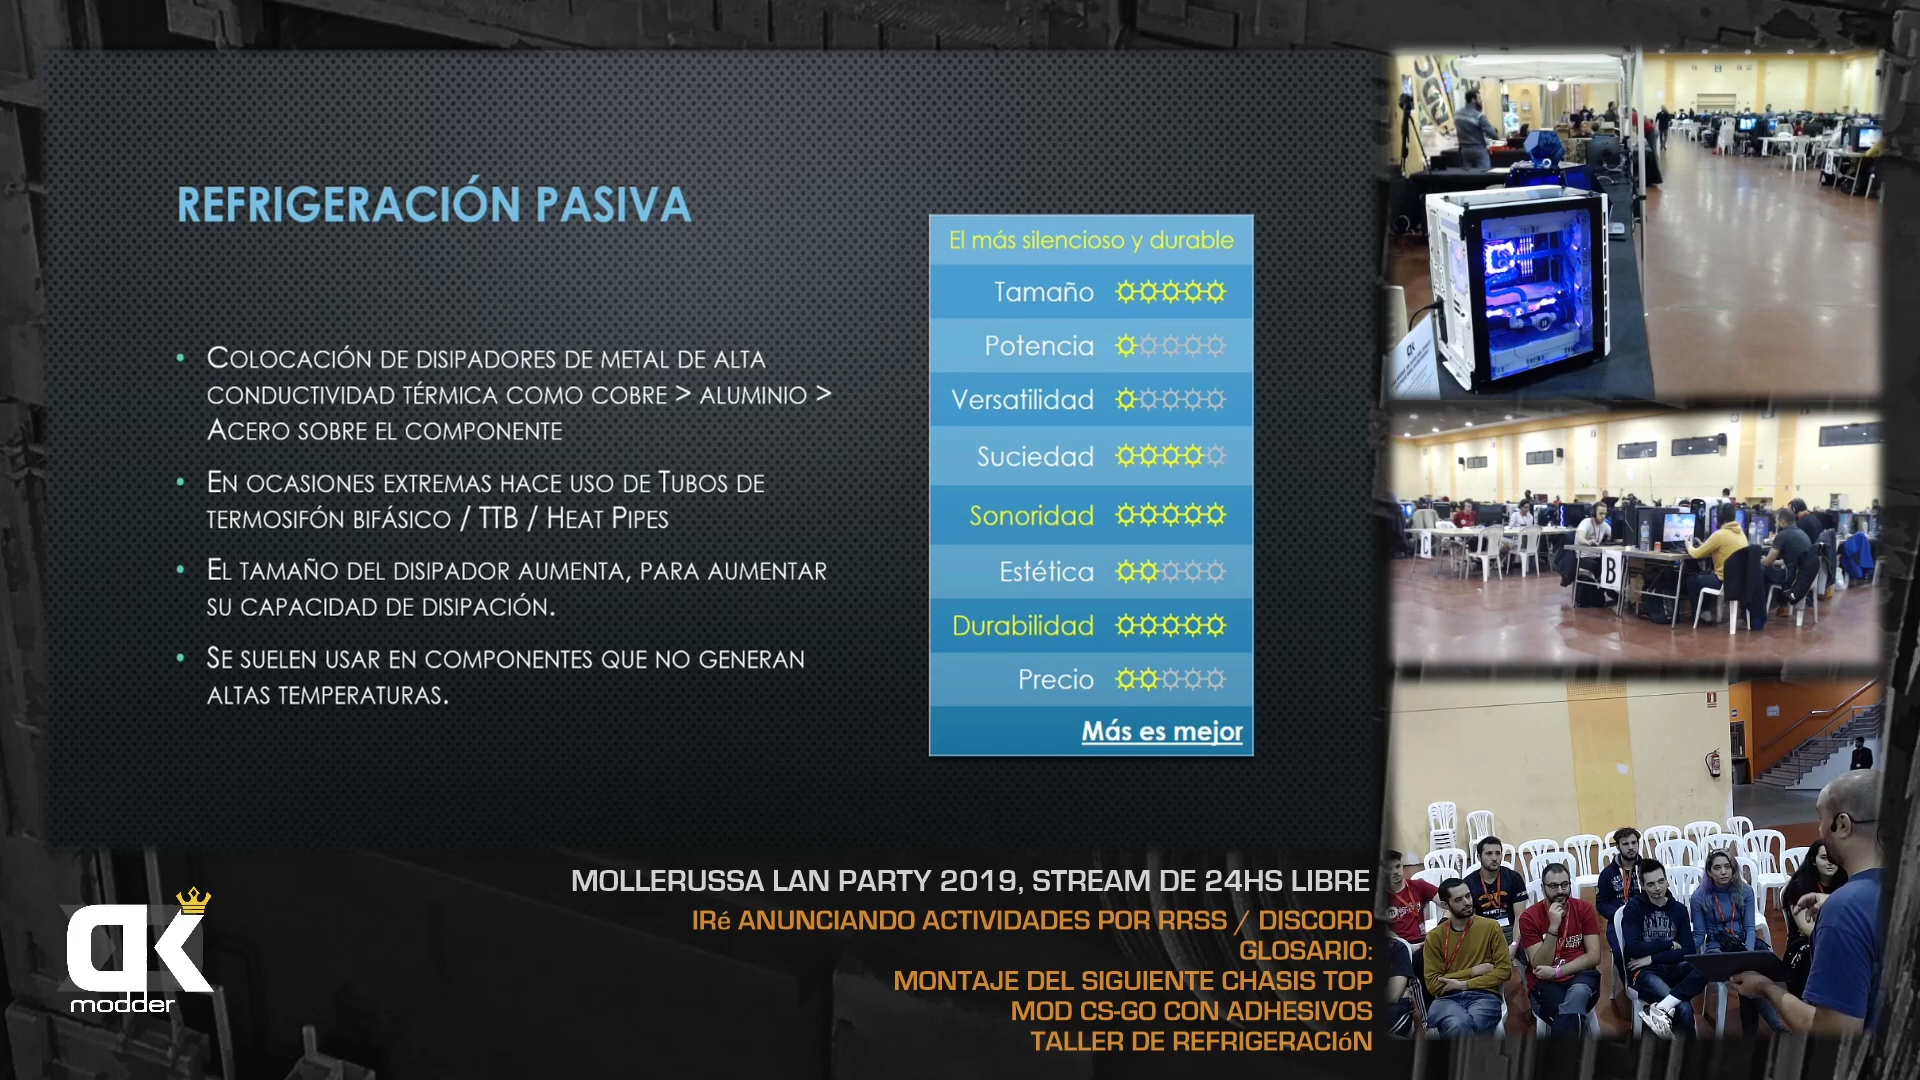 REFRIGERACIÓN PASIVA
• COLOCACIÓN DE DISIPADORES DE METAL DE ALTA
CONDUCTIVIDAD TÉRMICA COMO COBRE > ALUMINIO >
ACERO SOBRE EL COMPONENTE
• EN OCASIONES EXTREMAS HACE USO DE TUBOS DE
TERMOSIFÓN BIFÁSICO / TTB / HEAT PIPES
• EL TAMAÑO DEL DISIPADOR AUMENTA, PARA AUMENTAR
SU CAPACIDAD DE DISIPACIÓN.
• SE SUELEN USAR EN COMPONENTES QUE NO GENERAN
ALTAS TEMPERATURAS.
El más silencioso y durable
Tamaño
Potencia
Versatilidad
Suciedad
Sonoridad
Estética
Durabilidad
Precio
Más es mejor
C
B
MOLLERUSSA LAN PARTY 2019, STREAM DE 24HS LIBRE
IRé ANUNCIANDO ACTIVIDADES POR RRSS / DISCORD
GLOSARIO:
MONTAJE DEL SIGUIENTE CHASIS TOP
MOD CS-GO CON ADHESIVOS
TALLER DE REFRIGERACIóN
DK
modder